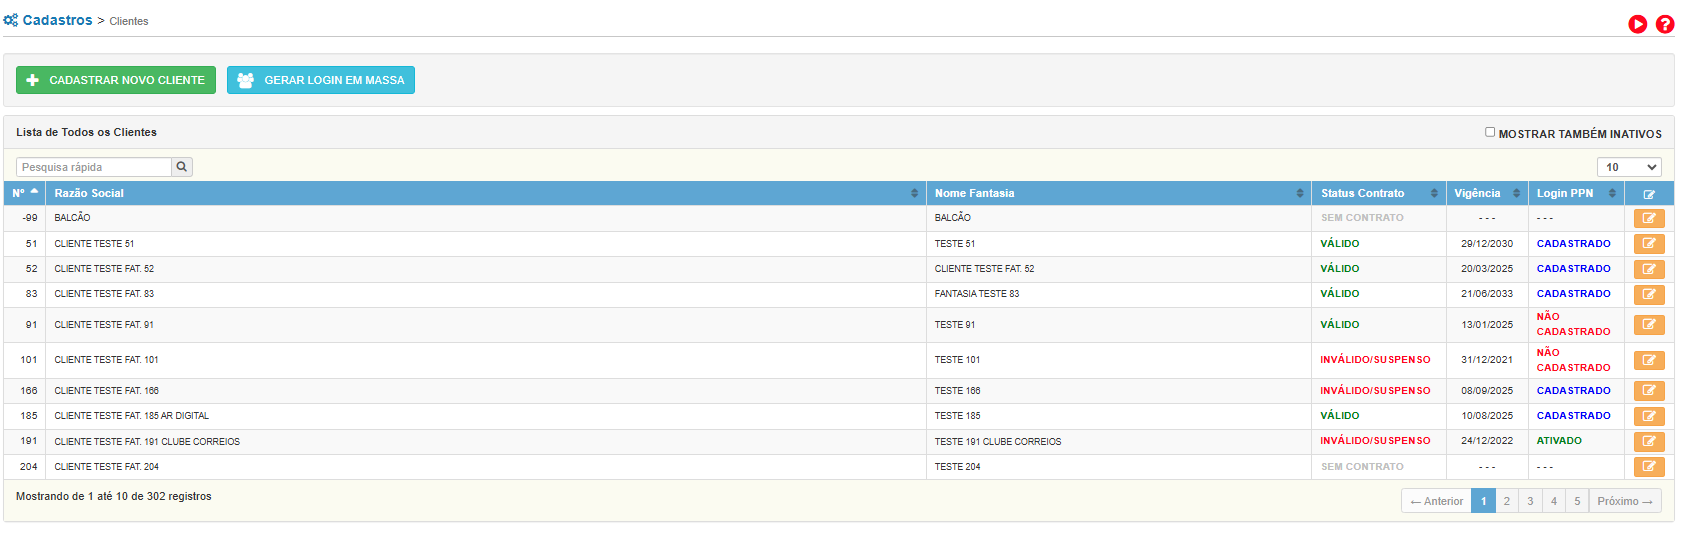 Cadastros > Clientes
CADASTRAR NOVO CLIENTE GERAR LOGIN EM MASSA
Lista de Todos os Clientes MOSTRAR TAMBÉM INATIVOS
Pesquisa rápida 10
Nº Razão Social Nome Fantasia Status Contrato Vigência Login PPN
-99 BALCÃO BALCÃO SEM CONTRATO - - - - - -
51 CLIENTE TESTE 51 TESTE 51 VÁLIDO 29/12/2030 CADASTRADO
52 CLIENTE TESTE FAT. 52 CLIENTE TESTE FAT. 52 VÁLIDO 20/03/2025 CADASTRADO
83 CLIENTE TESTE FAT. 83 FANTASIA TESTE 83 VÁLIDO 21/06/2033 CADASTRADO
91 CLIENTE TESTE FAT. 91 TESTE 91 VÁLIDO 13/01/2025 NÃO CADASTRADO
101 CLIENTE TESTE FAT. 101 TESTE 101 INVÁLIDO/SUSPENSO 31/12/2021 NÃO CADASTRADO
166 CLIENTE TESTE FAT. 166 TESTE 166 INVÁLIDO/SUSPENSO 08/09/2025 CADASTRADO
185 CLIENTE TESTE FAT. 185 AR DIGITAL TESTE 185 VÁLIDO 10/08/2025 CADASTRADO
191 CLIENTE TESTE FAT. 191 CLUBE CORREIOS TESTE 191 CLUBE CORREIOS INVÁLIDO/SUSPENSO 24/12/2022 ATIVADO
204 CLIENTE TESTE FAT. 204 TESTE 204 SEM CONTRATO - - - - - -
Mostrando de 1 até 10 de 302 registros ← Anterior 1 2 3 4 5 Próximo →